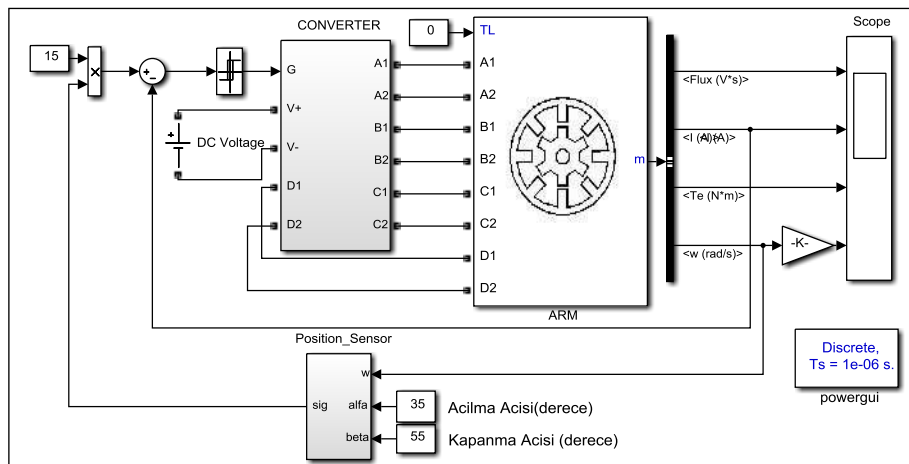 CONVERTER
Scope
15
0
TL
G
A1
A1
<Flux (V*s)>
A2
A2
V+
B1
B1
DC Voltage
V-
B2
B2
m
D1
C1
C1
<Te (N*m)>
D2
C2
C2
<w (rad/s)>
-K-
D1
D2
ARM
Position_Sensor
w
sig
alfa
35
Acilma Acisi(derece)
beta
55
Kapanma Acisi (derece)
Discrete,
Ts = 1e-06 s.
powergui